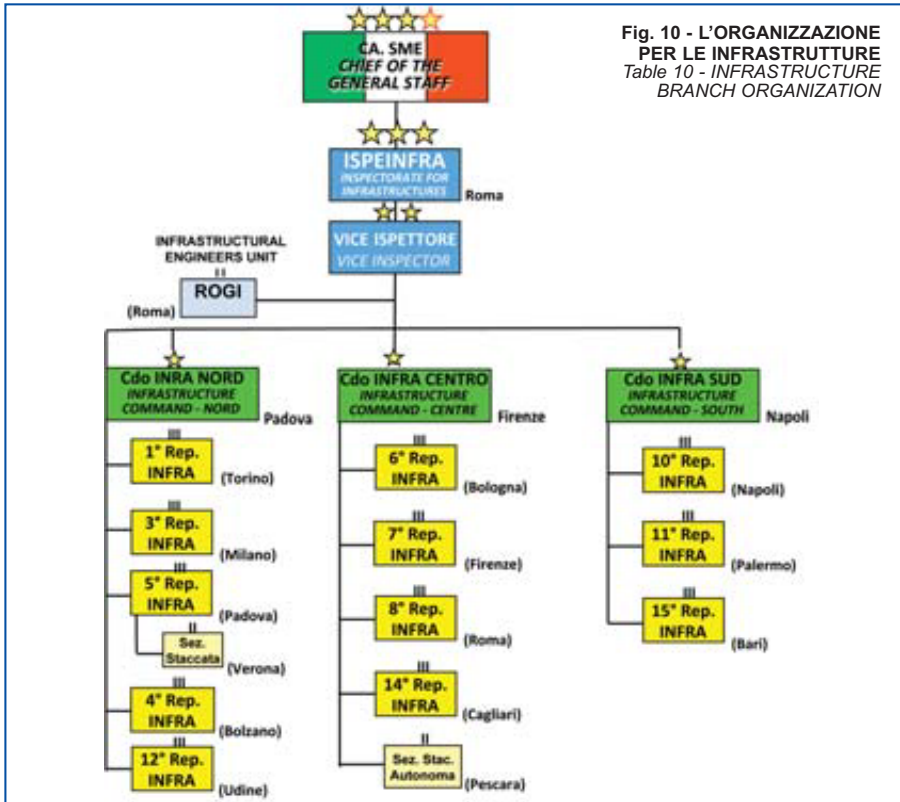 Fig. 10 - L'ORGANIZZAZIONE
PER LE INFRASTRUTTURE
Table 10 - INFRASTRUCTURE
BRANCH ORGANIZATION
CA. SME
CHIEF OF THE
GENERAL STAFF
ISPEINFRA
INSPECTORATE FOR
INFRASTRUCTURES
Roma
VICE ISPETTORE
VICE INSPECTOR
INFRASTRUCTURAL
ENGINEERS UNIT
II
ROGI
(Roma)
Cdo INRA NORD
INFRASTRUCTURE
COMMAND - NORD
Padova
III
1° Rep.
INFRA
(Torino)
III
3° Rep.
INFRA
(Milano)
III
5° Rep.
INFRA
(Padova)
II
Sez.
Staccata
(Verona)
III
4° Rep.
INFRA
(Bolzano)
III
12° Rep.
INFRA
(Udine)
Cdo INFRA CENTRO
INFRASTRUCTURE
COMMAND - CENTRE
Firenze
III
6° Rep.
INFRA
(Bologna)
III
7° Rep.
INFRA
(Firenze)
III
8° Rep.
INFRA
(Roma)
III
14° Rep.
INFRA
(Cagliari)
II
Sez. Stac.
Autonoma
(Pescara)
Cdo INFRA SUD
INFRASTRUCTURE
COMMAND - SOUTH
Napoli
III
10° Rep.
INFRA
(Napoli)
III
11° Rep.
INFRA
(Palermo)
III
15° Rep.
INFRA
(Bari)